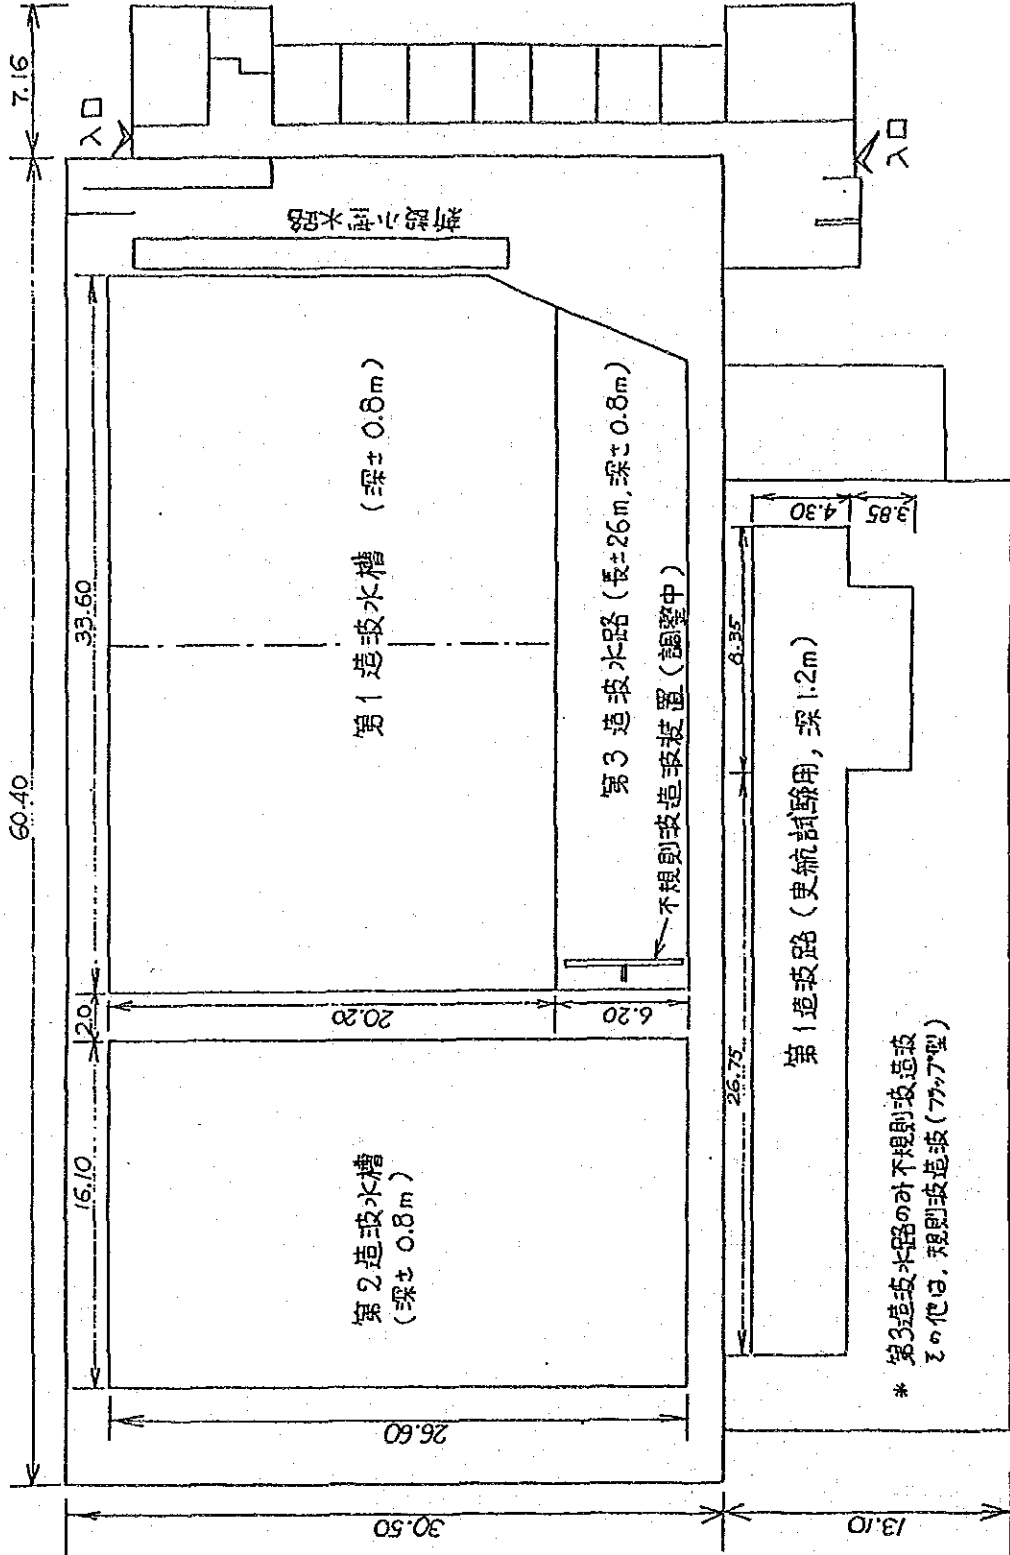 60.40
7.16
入口
33.60
2.0
16.10
新設小型水路
第1造波水槽 (深さ 0.8m)
第3造波水路 (長さ26m, 深さ0.8m)
不規則波造波装置 (調整中)
20.20
6.20
第2造波水槽
(深さ 0.8m)
26.60
30.50
13.10
入口
26.75
8.35
4.30
3.85
第1造波路 (曳航試験用, 深1.2m)
* 第3造波水路のみ不規則波造波
その他は, 規則波造波 (フラップ型)